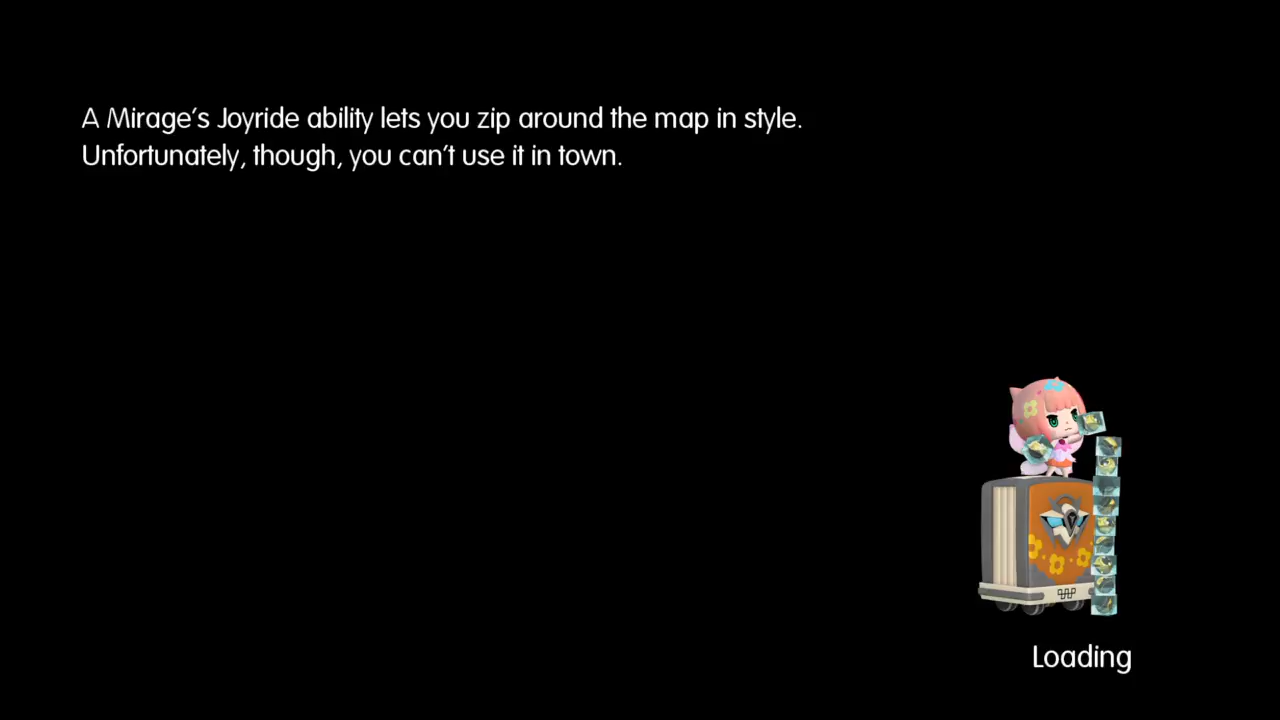 A Mirage's Joyride ability lets you zip around the map in style.
Unfortunately, though, you can't use it in town.
Loading